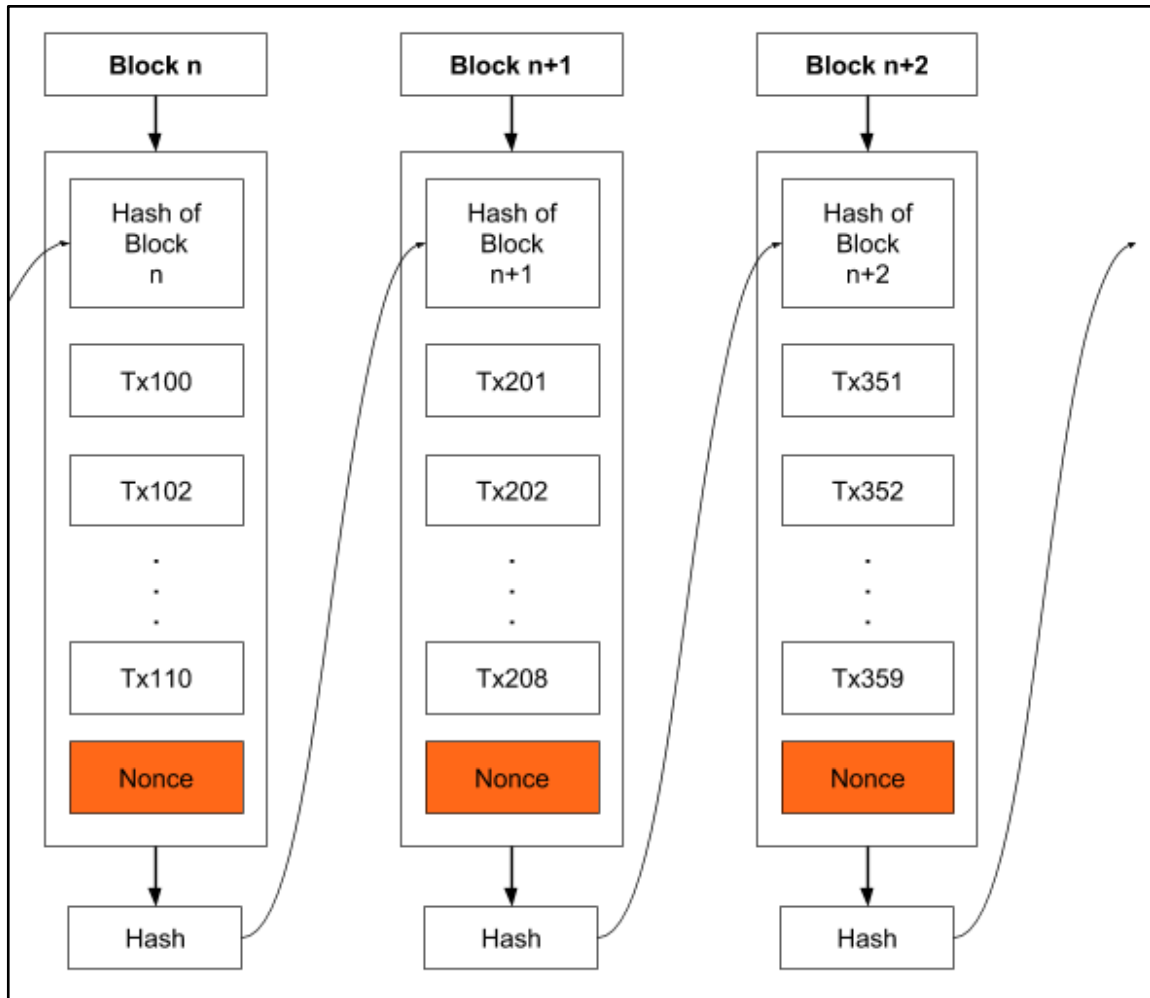 Block n
Hash of
Block
n
Tx100
Tx102
.
.
.
Tx110
Nonce
Hash
Block n+1
Hash of
Block
n+1
Tx201
Tx202
.
.
.
Tx208
Nonce
Hash
Block n+2
Hash of
Block
n+2
Tx351
Tx352
.
.
.
Tx359
Nonce
Hash